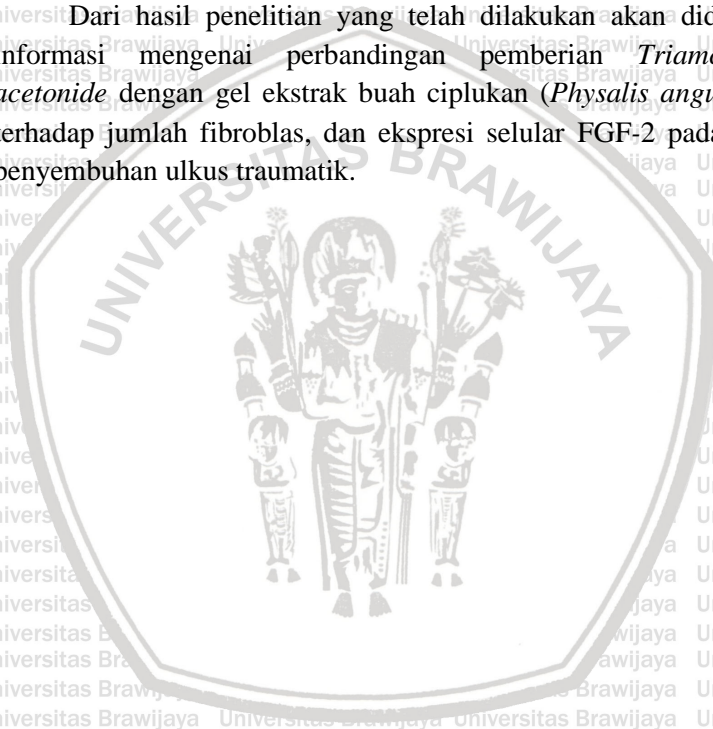 Dari hasil penelitian yang telah dilakukan akan did
informasi mengenai perbandingan pemberian Triam
acetonide dengan gel ekstrak buah ciplukan (Physalis angu
terhadap jumlah fibroblas, dan ekspresi selular FGF-2 pada
penyembuhan ulkus traumatik.
UNIVERSITAS BRAWIJAYA